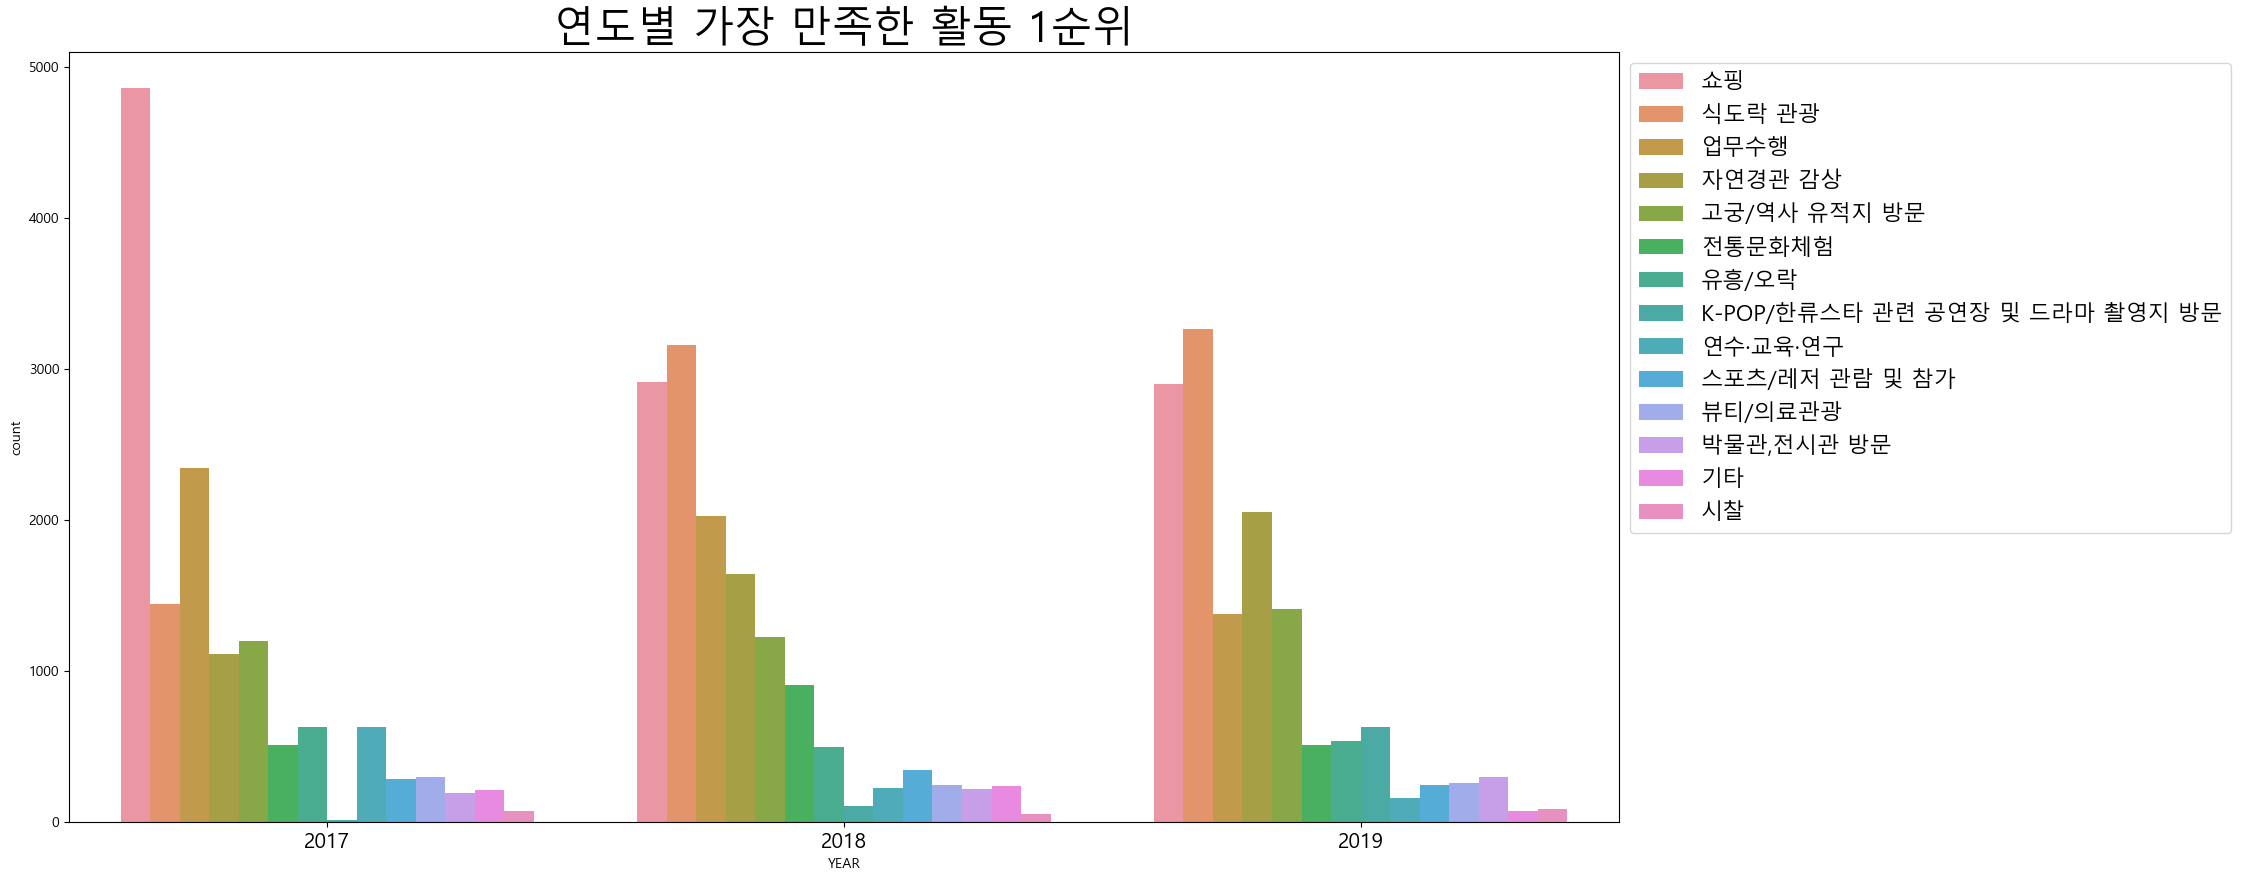 연도별 가장 만족한 활동 1순위
5000
4000
3000
2000
1000
0
count
2017
2018
2019
YEAR
쇼핑
식도락 관광
업무수행
자연경관 감상
고궁/역사 유적지 방문
전통문화체험
유흥/오락
K-POP/한류스타 관련 공연장 및 드라마 촬영지 방문
연수·교육·연구
스포츠/레저 관람 및 참가
뷰티/의료관광
박물관,전시관 방문
기타
시찰